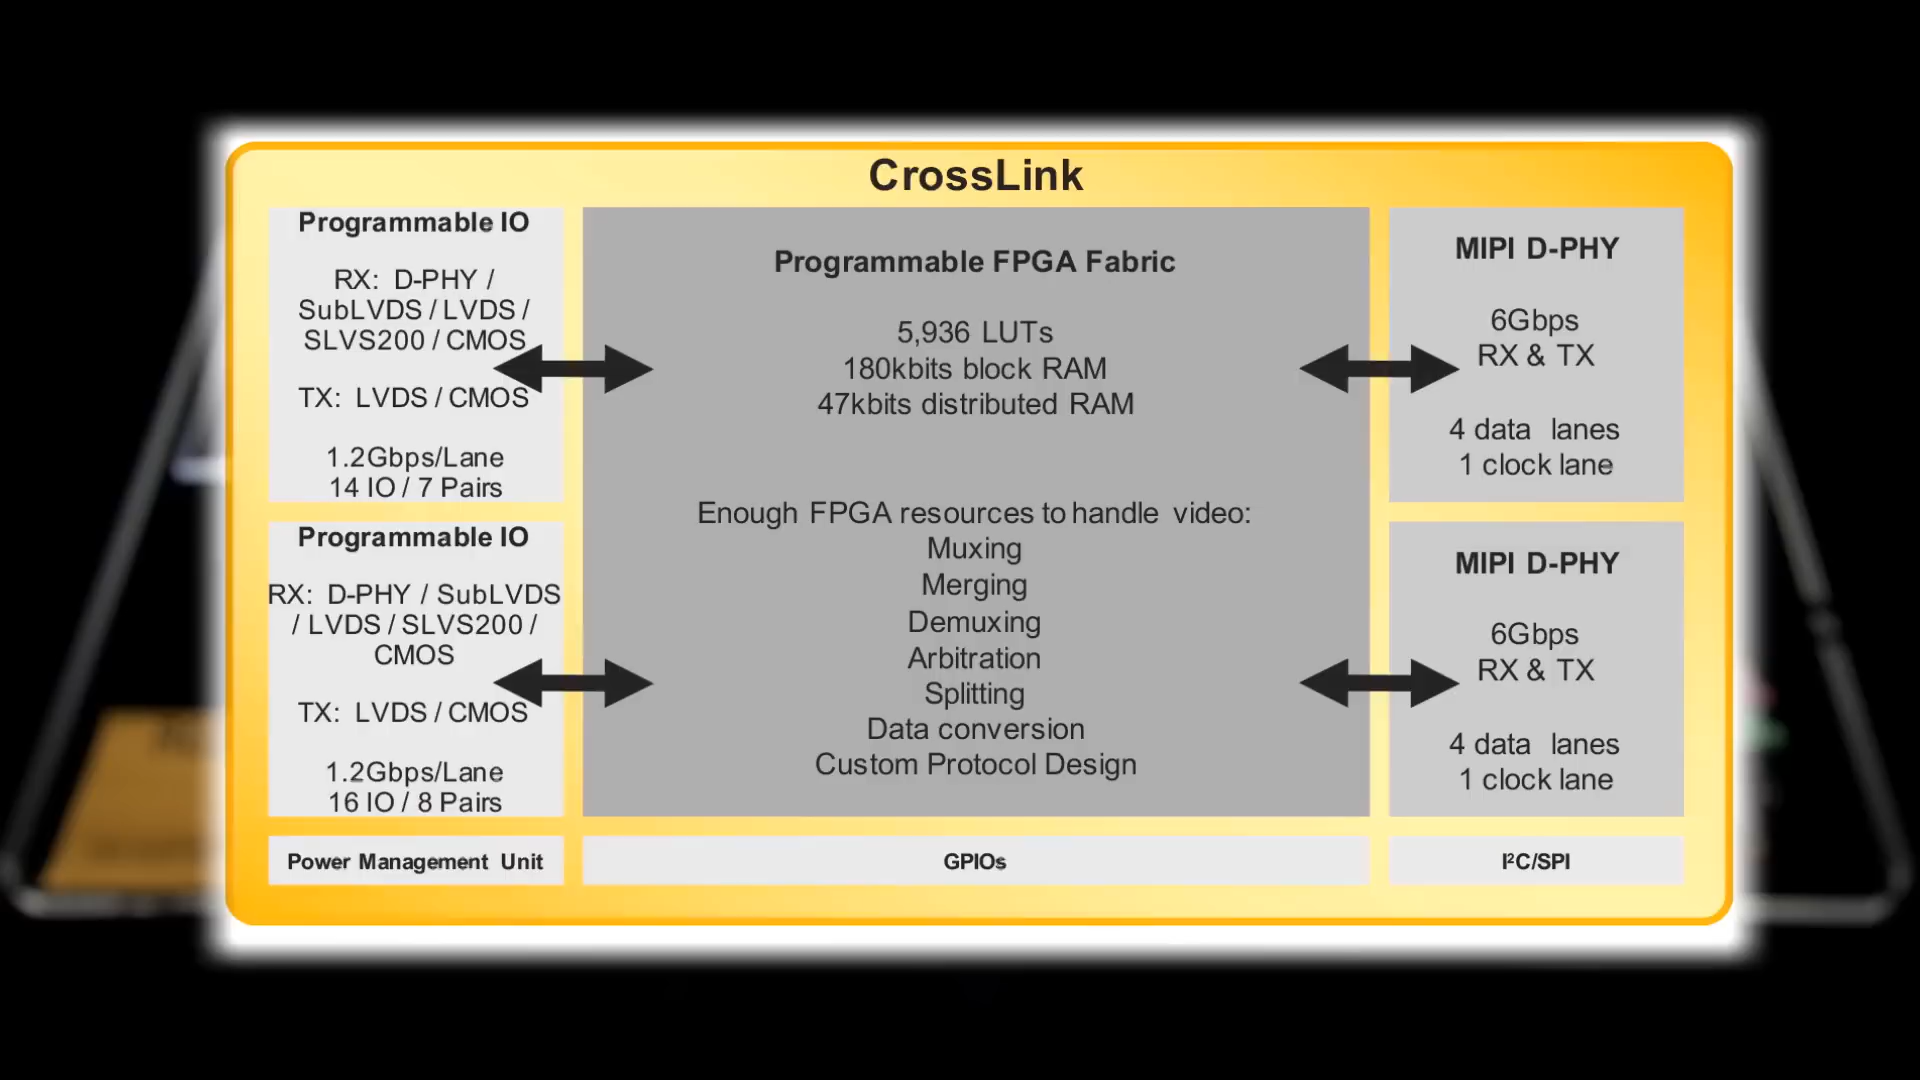 CrossLink
Programmable IO
RX: D-PHY /
SubLVDS / LVDS /
SLVS200 / CMOS
TX: LVDS / CMOS
1.2Gbps/Lane
14 IO / 7 Pairs
Programmable IO
RX: D-PHY / SubLVDS
/ LVDS / SLVS200 /
CMOS
TX: LVDS / CMOS
1.2Gbps/Lane
16 IO / 8 Pairs
Programmable FPGA Fabric
5,936 LUTs
180kbits block RAM
47kbits distributed RAM
Enough FPGA resources to handle video:
Muxing
Merging
Demuxing
Arbitration
Splitting
Data conversion
Custom Protocol Design
MIPI D-PHY
6Gbps
RX & TX
4 data lanes
1 clock lane
MIPI D-PHY
6Gbps
RX & TX
4 data lanes
1 clock lane
Power Management Unit
GPIOs
I²C/SPI